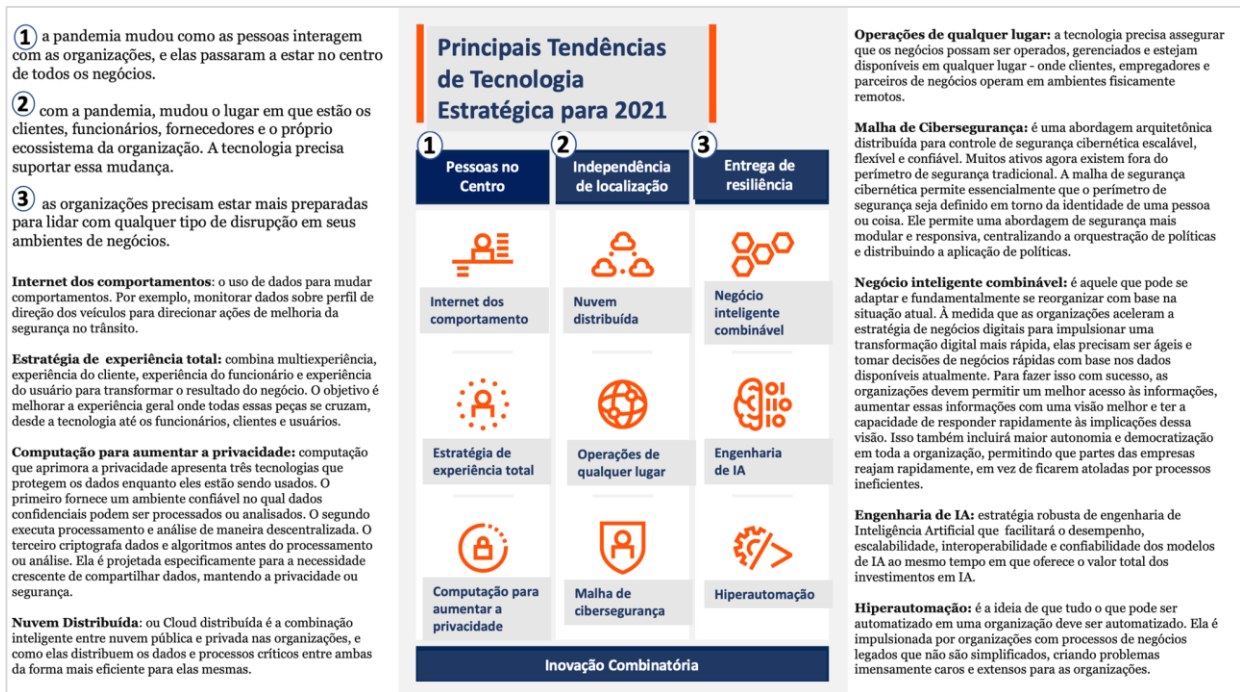 1 a pandemia mudou como as pessoas interagem
com as organizações, e elas passaram a estar no centro
de todos os negócios.
2 com a pandemia, mudou o lugar em que estão os
clientes, funcionários, fornecedores e o próprio
ecossistema da organização. A tecnologia precisa
suportar essa mudança.
3 as organizações precisam estar mais preparadas
para lidar com qualquer tipo de disrupção em seus
ambientes de negócios.
Internet dos comportamentos: o uso de dados para mudar
comportamentos. Por exemplo, monitorar dados sobre perfil de
direção dos veículos para direcionar ações de melhoria da
segurança no trânsito.
Estratégia de experiência total: combina multiexperiência,
experiência do cliente, experiência do funcionário e experiência
do usuário para transformar o resultado do negócio. O objetivo é
melhorar a experiência geral onde todas essas peças se cruzam,
desde a tecnologia até os funcionários, clientes e usuários.
Computação para aumentar a privacidade: computação
que aprimora a privacidade apresenta três tecnologias que
protegem os dados enquanto eles estão sendo usados. O
primeiro fornece um ambiente confiável no qual dados
confidenciais podem ser processados ou analisados. O segundo
executa processamento e análise de maneira descentralizada. O
terceiro criptografa dados e algoritmos antes do processamento
ou análise. Ela é projetada especificamente para a necessidade
crescente de compartilhar dados, mantendo a privacidade ou
segurança.
Nuvem Distribuída: ou Cloud distribuída é a combinação
inteligente entre nuvem pública e privada nas organizações, e
como elas distribuem os dados e processos críticos entre ambas
da forma mais eficiente para elas mesmas.
Principais Tendências
de Tecnologia
Estratégica para 2021
1
Pessoas no
Centro
2
Independência
de localização
3
Entrega de
resiliência
Internet dos
comportamento
Nuvem
distribuída
Negócio
inteligente
combinável
Estratégia de
experiência total
Operações de
qualquer lugar
Engenharia
de IA
Computação para
aumentar a
privacidade
Malha de
cibersegurança
Hiperautomação
Inovação Combinatória
Operações de qualquer lugar: a tecnologia precisa assegurar
que os negócios possam ser operados, gerenciados e estejam
disponíveis em qualquer lugar - onde clientes, empregadores e
parceiros de negócios operam em ambientes fisicamente
remotos.
Malha de Cibersegurança: é uma abordagem arquitetônica
distribuída para controle de segurança cibernética escalável,
flexível e confiável. Muitos ativos agora existem fora do
perímetro de segurança tradicional. A malha de segurança
cibernética permite essencialmente que o perímetro de
segurança seja definido em torno da identidade de uma pessoa
ou coisa. Ele permite uma abordagem de segurança mais
modular e responsiva, centralizando a orquestração de políticas
e distribuindo a aplicação de políticas.
Negócio inteligente combinável: é aquele que pode se
adaptar e fundamentalmente se reorganizar com base na
situação atual. À medida que as organizações aceleram a
estratégia de negócios digitais para impulsionar uma
transformação digital mais rápida, elas precisam ser ágeis e
tomar decisões de negócios rápidas com base nos dados
disponíveis atualmente. Para fazer isso com sucesso, as
organizações devem permitir um melhor acesso às informações,
aumentar essas informações com uma visão melhor e ter a
capacidade de responder rapidamente às implicações dessa
visão. Isso também incluirá maior autonomia e democratização
em toda a organização, permitindo que partes das empresas
reajam rapidamente, em vez de ficarem atoladas por processos
ineficientes.
Engenharia de IA: estratégia robusta de engenharia de
Inteligência Artificial que facilitará o desempenho,
escalabilidade, interoperabilidade e confiabilidade dos modelos
de IA ao mesmo tempo em que oferece o valor total dos
investimentos em IA.
Hiperautomação: é a ideia de que tudo o que pode ser
automatizado em uma organização deve ser automatizado. Ela é
impulsionada por organizações com processos de negócios
legados que não são simplificados, criando problemas
imensamente caros e extensos para as organizações.